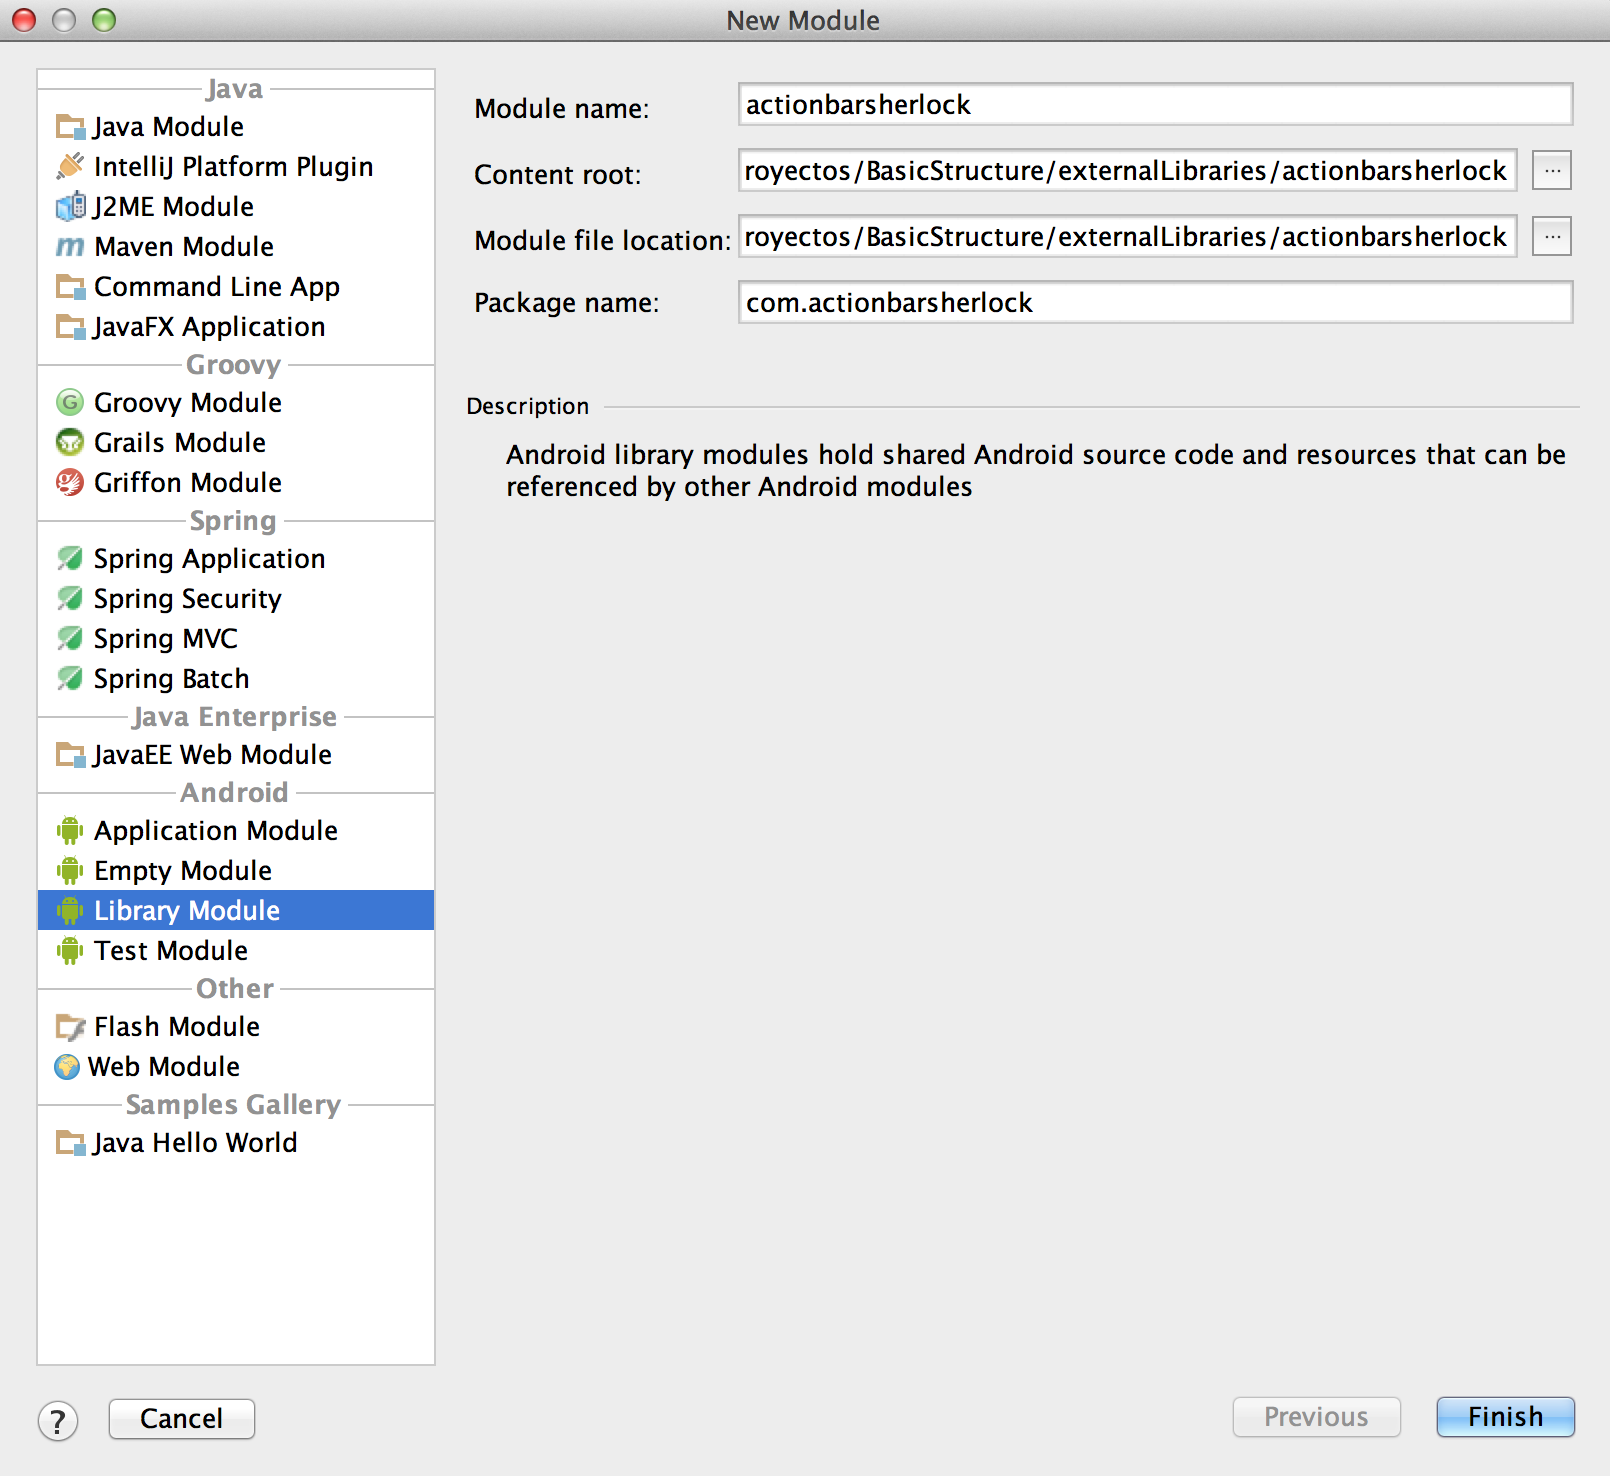 New Module
Java
Java Module
IntelliJ Platform Plugin
J2ME Module
Maven Module
Command Line App
JavaFX Application
Groovy
Groovy Module
Grails Module
Griffon Module
Spring
Spring Application
Spring Security
Spring MVC
Spring Batch
Java Enterprise
JavaEE Web Module
Android
Application Module
Empty Module
Library Module
Test Module
Other
Flash Module
Web Module
Samples Gallery
Java Hello World
Module name: actionbarsherlock
Content root: royectos/BasicStructure/externalLibraries/actionbarsherlock ...
Module file location: royectos/BasicStructure/externalLibraries/actionbarsherlock ...
Package name: com.actionbarsherlock
Description
Android library modules hold shared Android source code and resources that can be
referenced by other Android modules
? Cancel Previous Finish